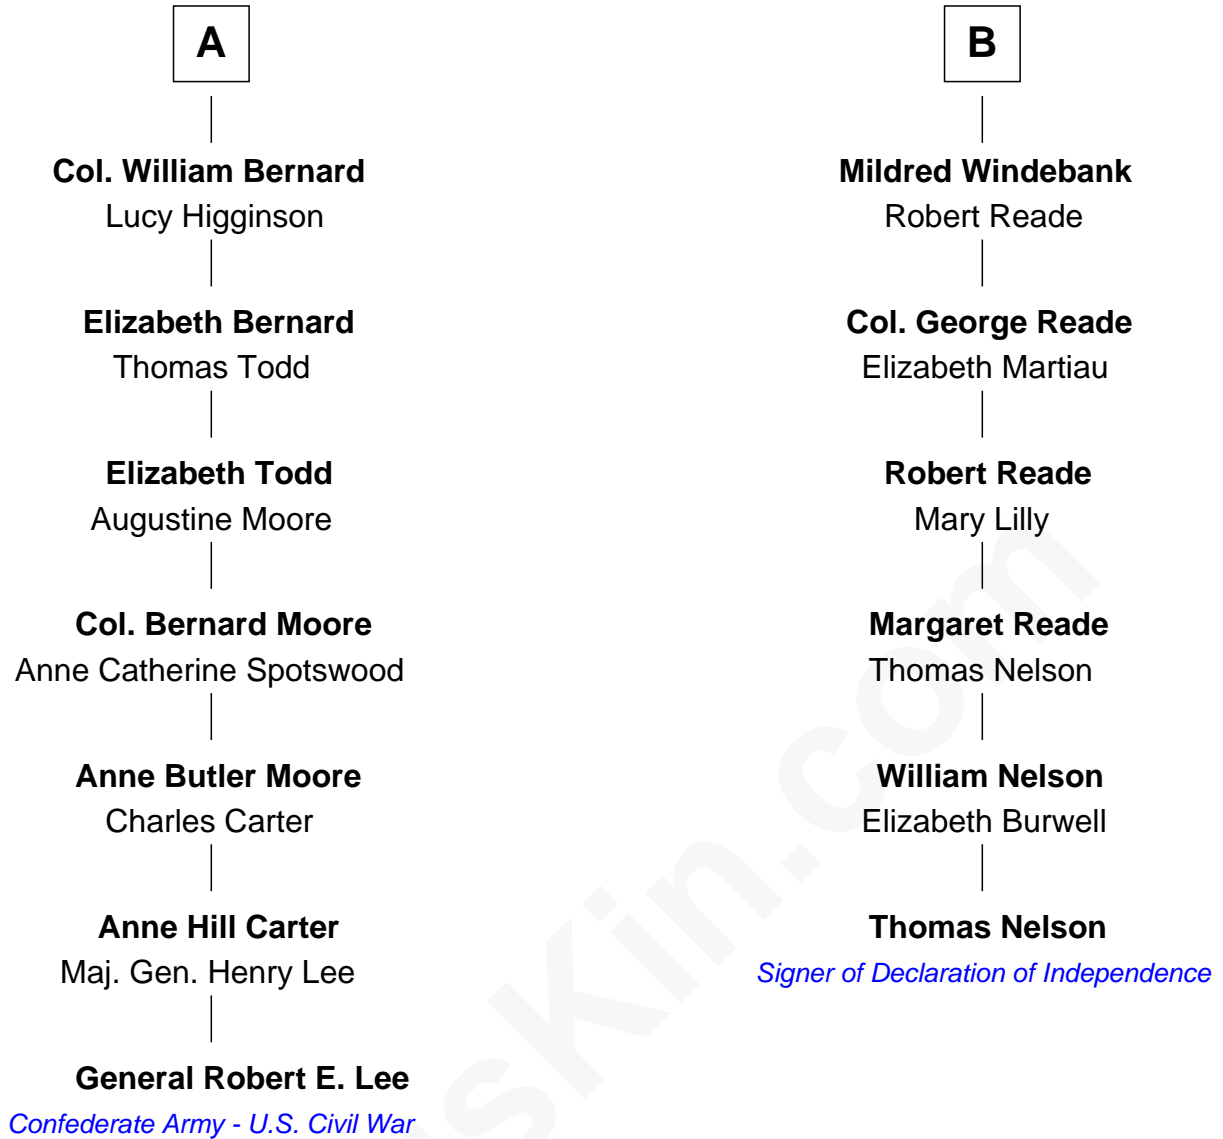 A
Col. William Bernard
Lucy Higginson
Elizabeth Bernard
Thomas Todd
Elizabeth Todd
Augustine Moore
Col. Bernard Moore
Anne Catherine Spotswood
Anne Butler Moore
Charles Carter
Anne Hill Carter
Maj. Gen. Henry Lee
General Robert E. Lee
Confederate Army - U.S. Civil War
B
Mildred Windebank
Robert Reade
Col. George Reade
Elizabeth Martiau
Robert Reade
Mary Lilly
Margaret Reade
Thomas Nelson
William Nelson
Elizabeth Burwell
Thomas Nelson
Signer of Declaration of Independence